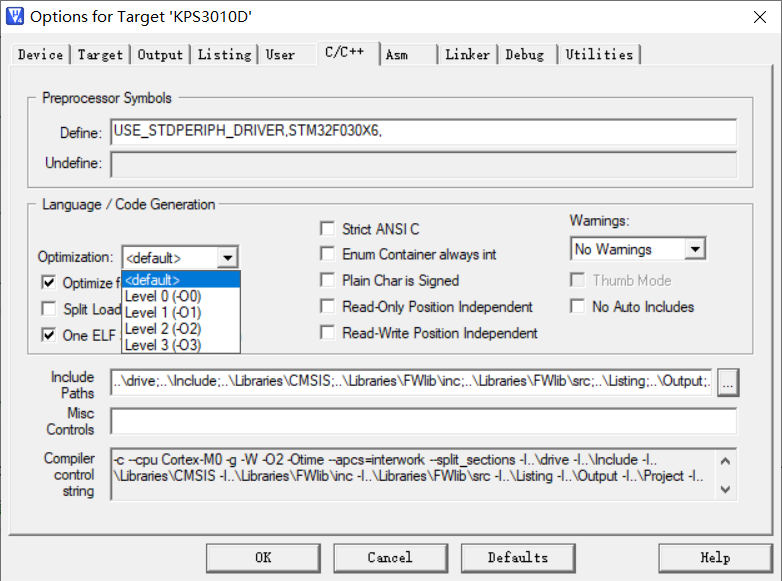 Options for Target 'KPS3010D'
Device Target Output Listing User C/C++ Asm Linker Debug Utilities
Preprocessor Symbols
Define: USE_STDPERIPH_DRIVER,STM32F030X6,
Undefine:
Language / Code Generation
Optimization: <default>
<default>
Level 0 (-O0)
Level 1 (-O1)
Level 2 (-O2)
Level 3 (-O3)
Optimize f
Split Load
One ELF
Strict ANSI C
Enum Container always int
Plain Char is Signed
Read-Only Position Independent
Read-Write Position Independent
Warnings:
No Warnings
Thumb Mode
No Auto Includes
Include
Paths
..\drive;..\Include;..\Libraries\CMSIS;..\Libraries\FWlib\inc;..\Libraries\FWlib\src;..\Listing;..\Output;.
...
Misc
Controls
Compiler
control
string
-c --cpu Cortex-M0 -g -W -O2 -Otime --apcs=interwork --split_sections -I..\drive -I..\Include -I..
\Libraries\CMSIS -I..\Libraries\FWlib\inc -I..\Libraries\FWlib\src -I..\Listing -I..\Output -I..\Project -I..
OK Cancel Defaults Help